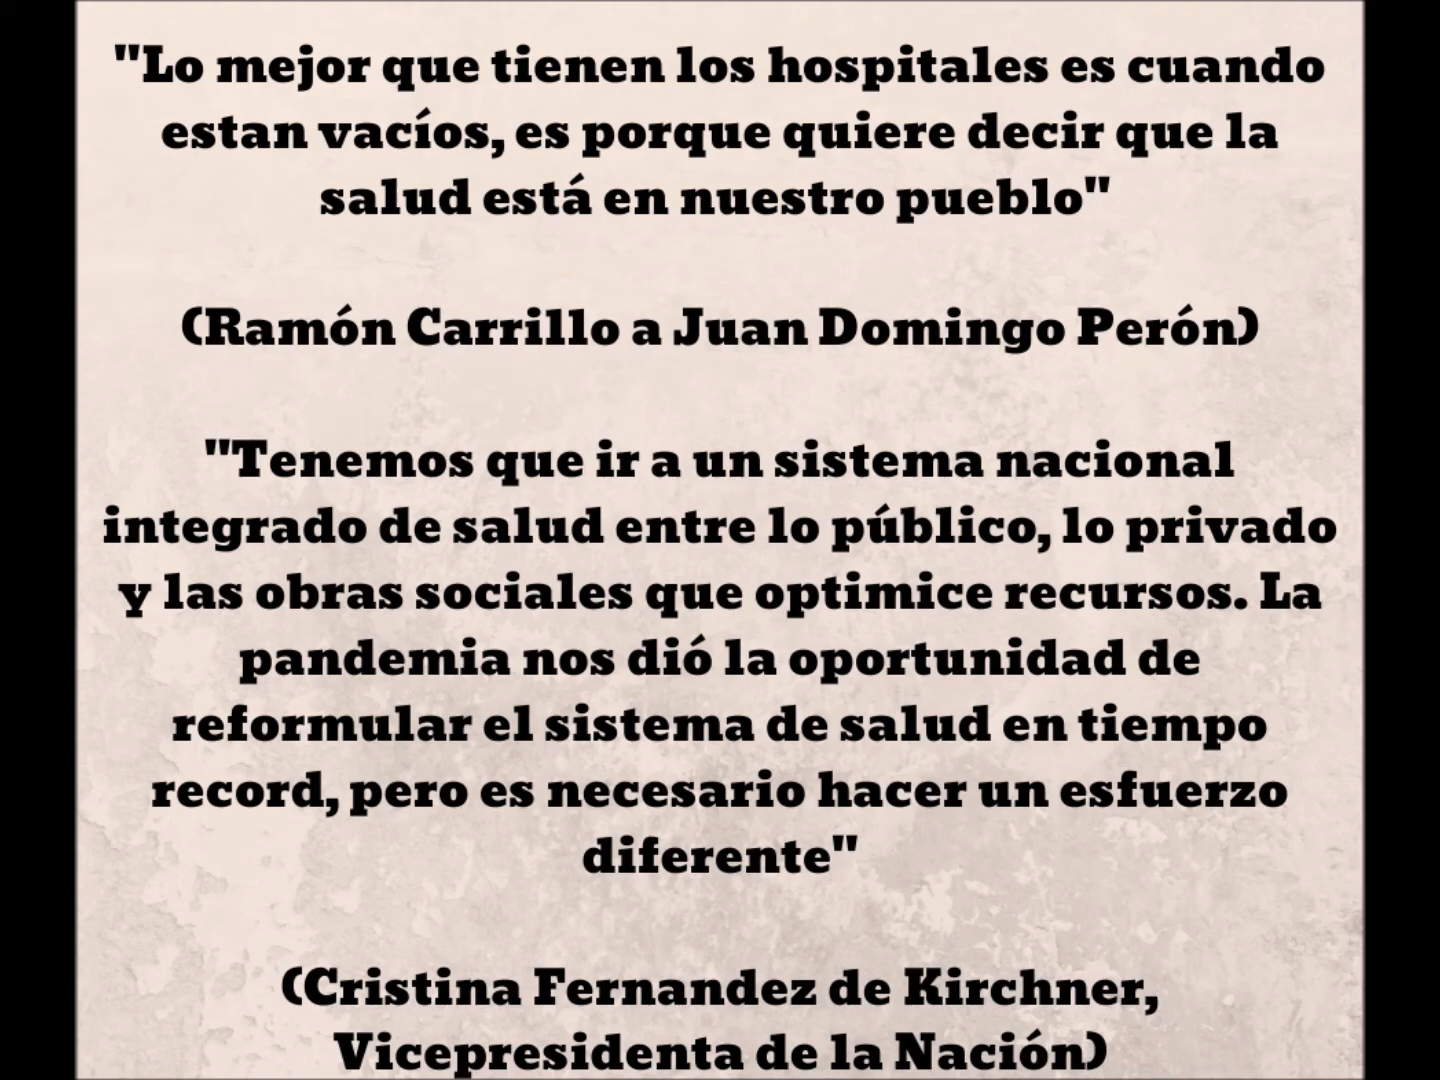 "Lo mejor que tienen los hospitales es cuando
estan vacíos, es porque quiere decir que la
salud está en nuestro pueblo"
(Ramón Carrillo a Juan Domingo Perón)
"Tenemos que ir a un sistema nacional
integrado de salud entre lo público, lo privado
y las obras sociales que optimice recursos. La
pandemia nos dió la oportunidad de
reformular el sistema de salud en tiempo
record, pero es necesario hacer un esfuerzo
diferente"
(Cristina Fernandez de Kirchner,
Vicepresidenta de la Nación)